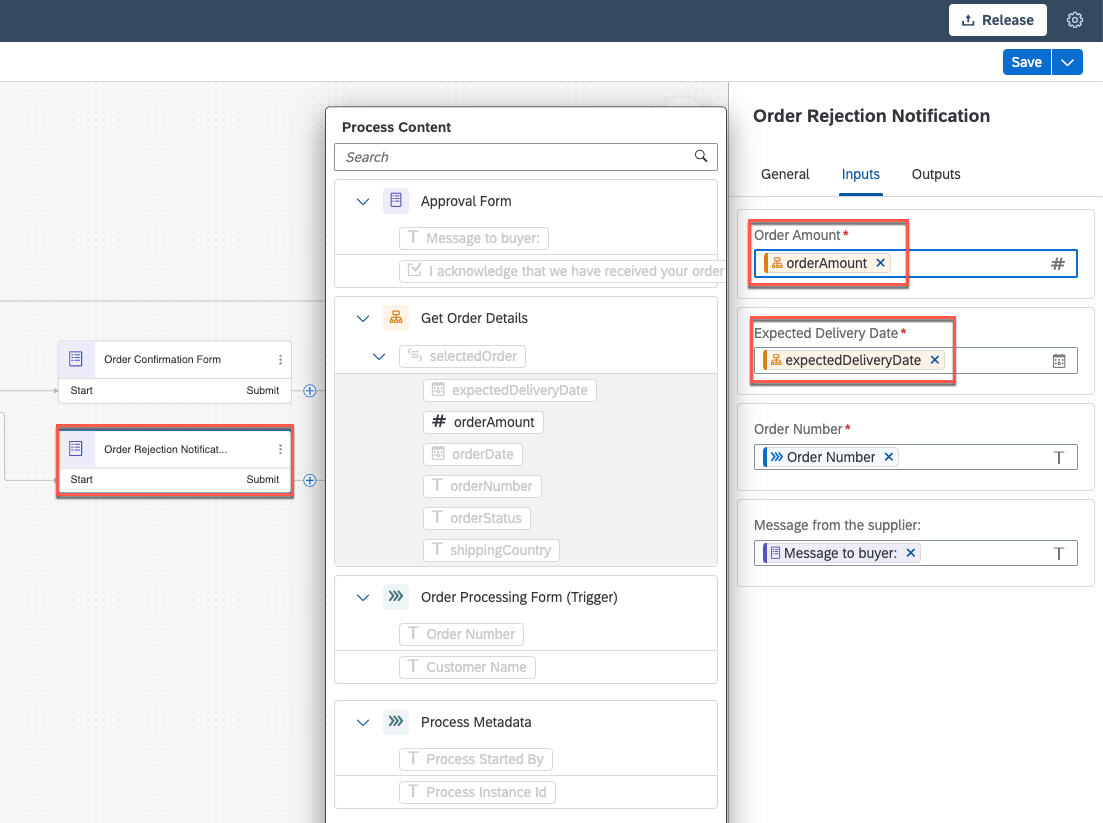 Release
Save
Process Content
Search
Approval Form
T Message to buyer:
I acknowledge that we have received your order
Get Order Details
selectedOrder
expectedDeliveryDate
# orderAmount
orderDate
T orderNumber
T orderStatus
T shippingCountry
Order Processing Form (Trigger)
T Order Number
T Customer Name
Process Metadata
T Process Started By
T Process Instance Id
Order Confirmation Form
Start Submit
Order Rejection Notificat...
Start Submit
Order Rejection Notification
General Inputs Outputs
Order Amount*
orderAmount #
Expected Delivery Date*
expectedDeliveryDate
Order Number*
Order Number T
Message from the supplier:
Message to buyer: T